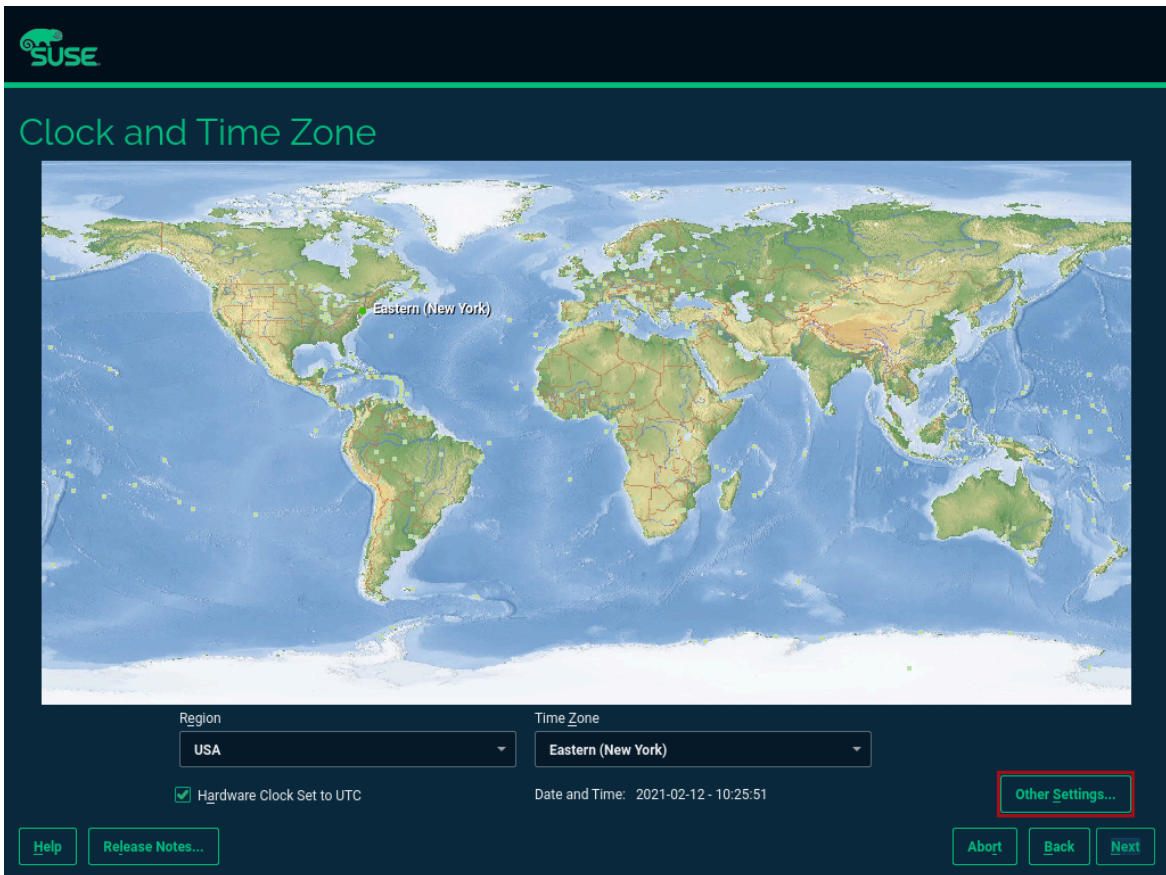 SUSE
Clock and Time Zone
Eastern (New York)
Region
Time Zone
USA
Eastern (New York)
Hardware Clock Set to UTC
Date and Time: 2021-02-12 - 10:25:51
Other Settings...
Help
Release Notes...
Abort
Back
Next